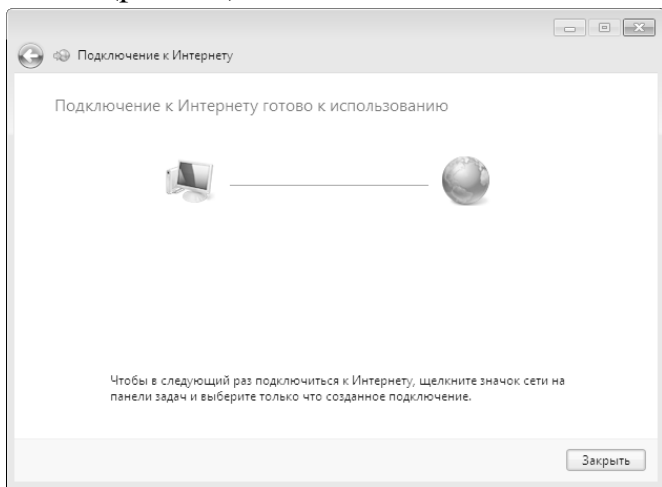 Подключение к Интернету
Подключение к Интернету готово к использованию
Чтобы в следующий раз подключиться к Интернету, щелкните значок сети на
панели задач и выберите только что созданное подключение.
Закрыть